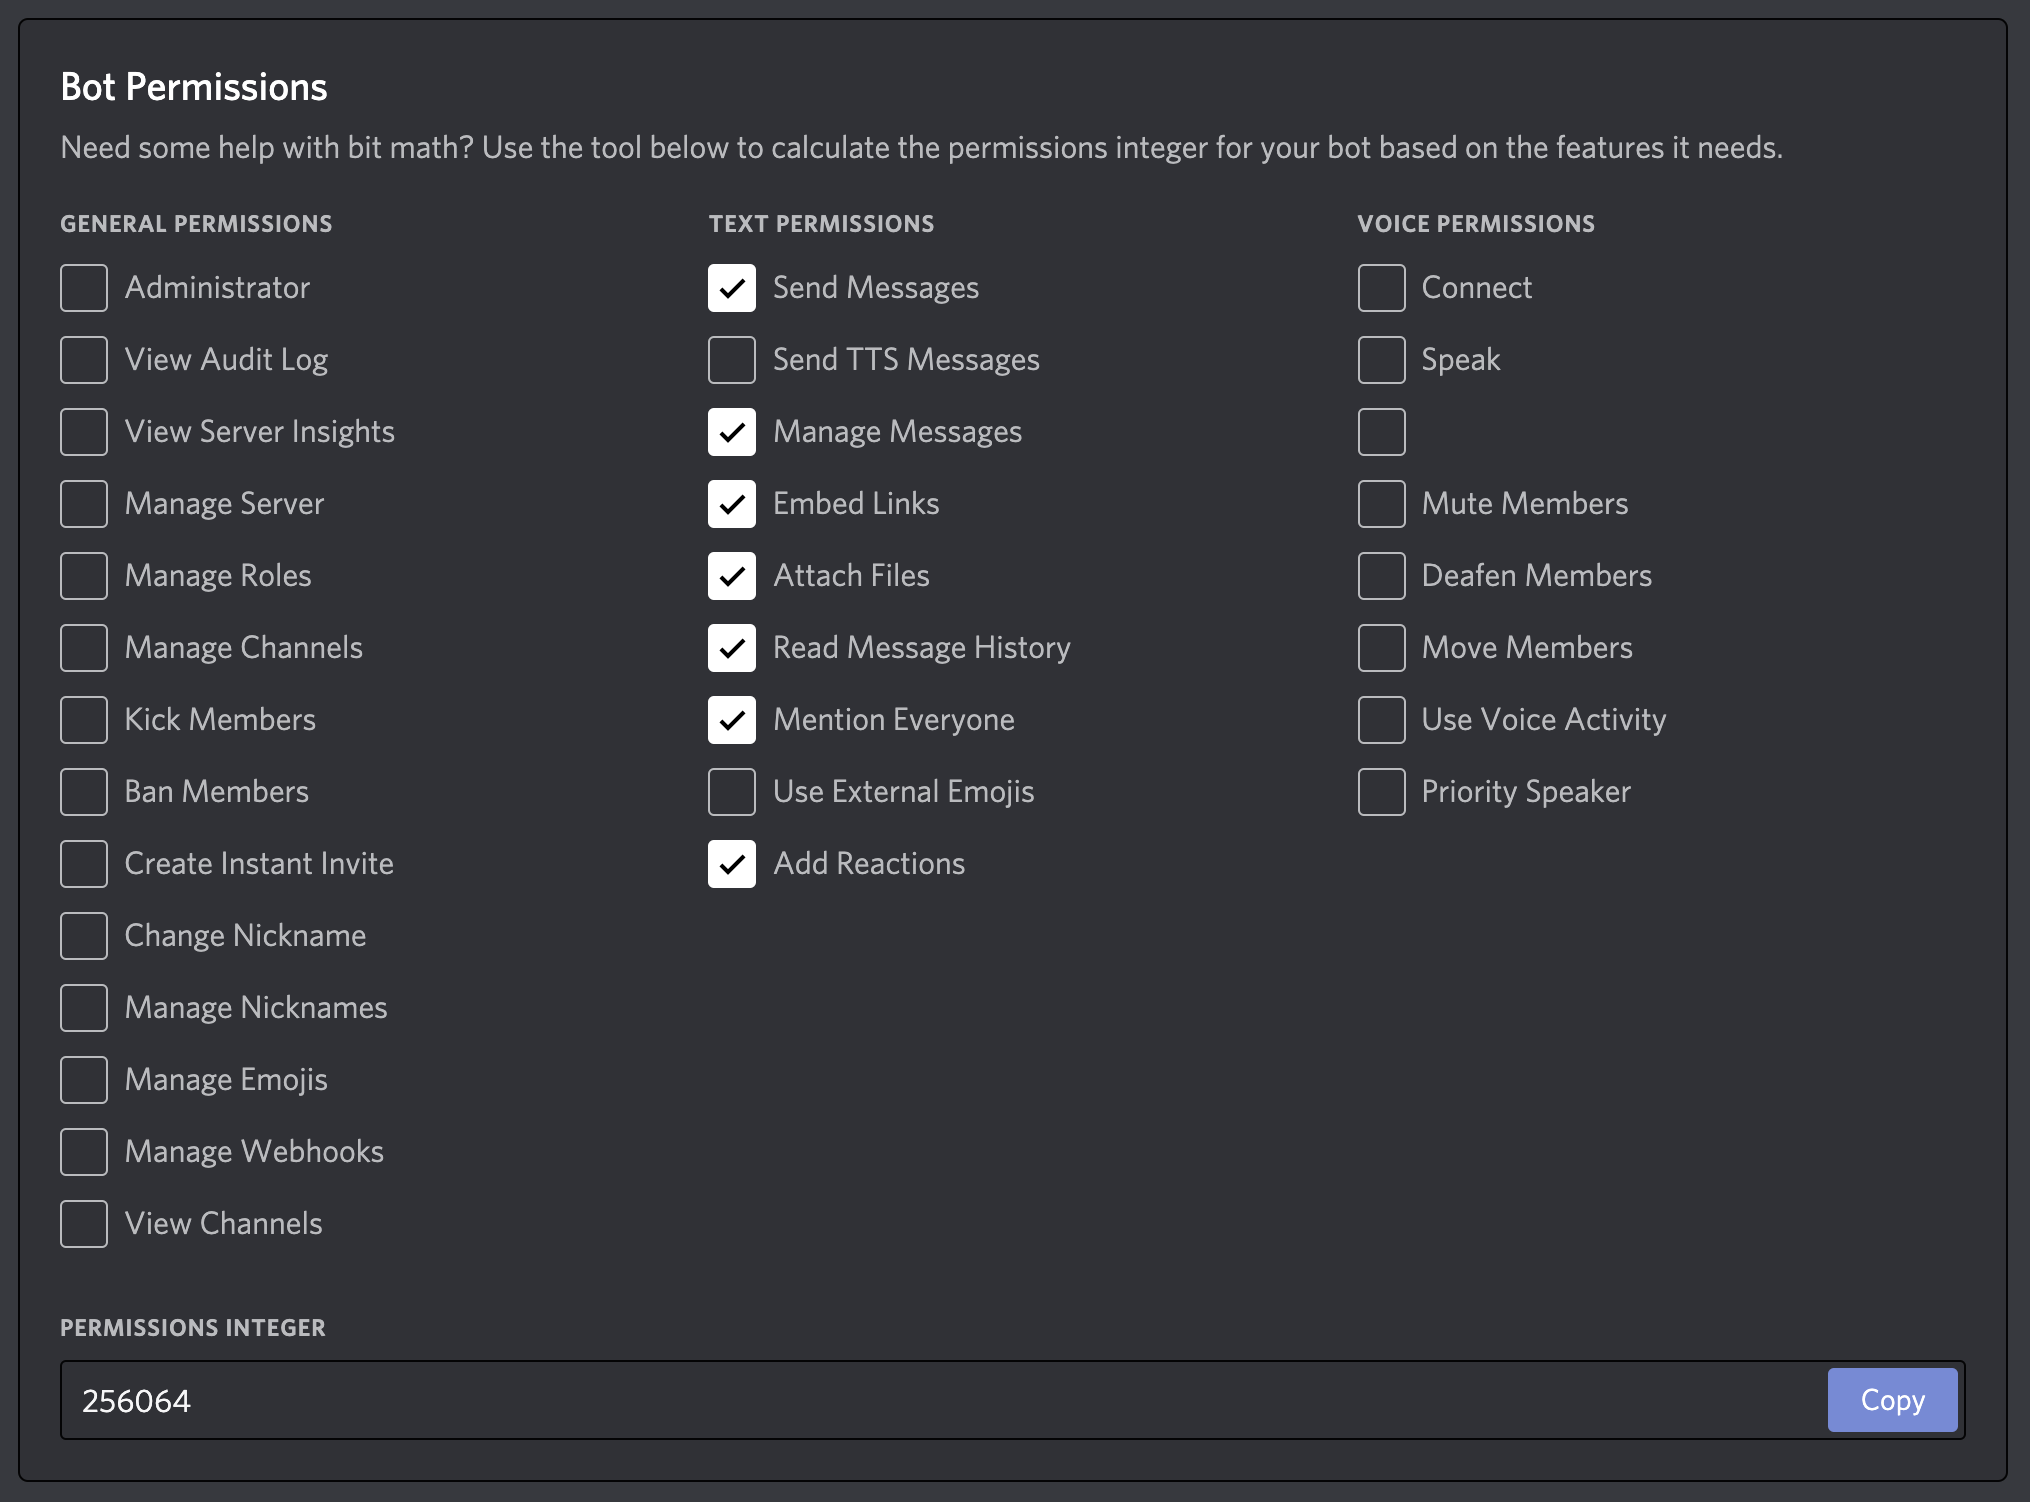 Bot Permissions
Need some help with bit math? Use the tool below to calculate the permissions integer for your bot based on the features it needs.
GENERAL PERMISSIONS
Administrator
View Audit Log
View Server Insights
Manage Server
Manage Roles
Manage Channels
Kick Members
Ban Members
Create Instant Invite
Change Nickname
Manage Nicknames
Manage Emojis
Manage Webhooks
View Channels
TEXT PERMISSIONS
Send Messages
Send TTS Messages
Manage Messages
Embed Links
Attach Files
Read Message History
Mention Everyone
Use External Emojis
Add Reactions
VOICE PERMISSIONS
Connect
Speak
Mute Members
Deafen Members
Move Members
Use Voice Activity
Priority Speaker
PERMISSIONS INTEGER
256064
Copy